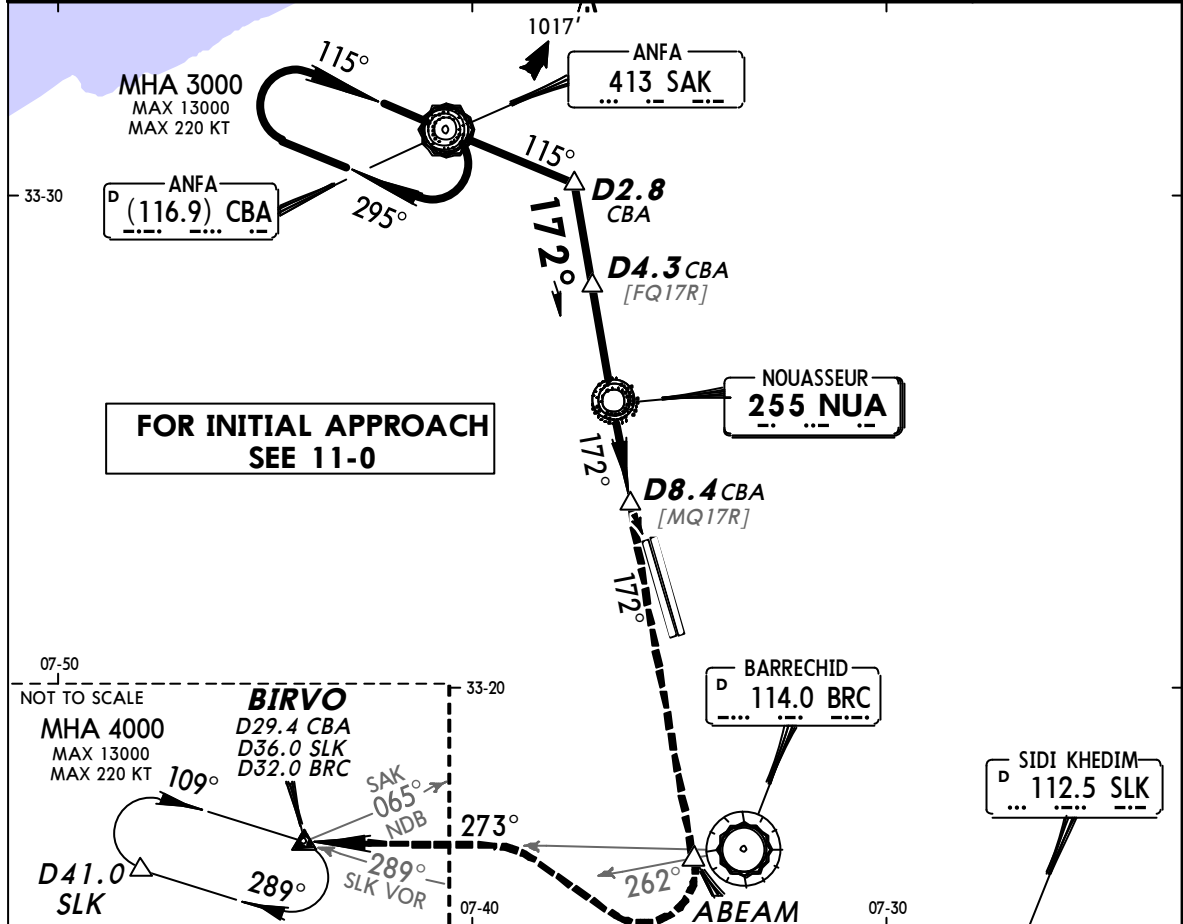 1017'
115°
MHA 3000
MAX 13000
MAX 220 KT
ANFA
413 SAK
115°
33-30
ANFA
D (116.9) CBA
295°
D2.8
CBA
172°
D4.3 CBA
[FQ17R]
NOUASSEUR
255 NUA
FOR INITIAL APPROACH
SEE 11-0
172°
D8.4 CBA
[MQ17R]
172°
07-50
33-20
NOT TO SCALE
BIRVO
D29.4 CBA
D36.0 SLK
D32.0 BRC
MHA 4000
MAX 13000
MAX 220 KT
BARRECHID
D 114.0 BRC
SIDI KHEDIM
D 112.5 SLK
109°
SAK
065°
NDB
273°
289°
SLK VOR
262°
D41.0
SLK
289°
07-40
ABEAM
07-30